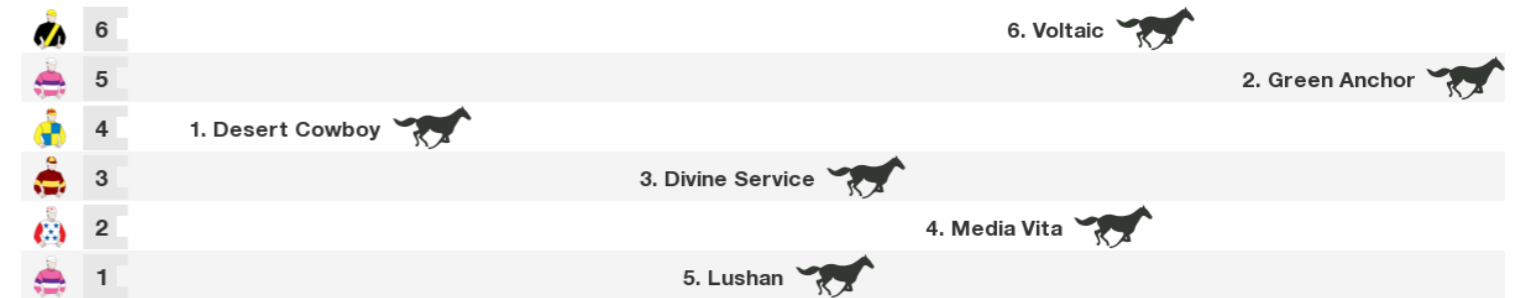 6 6. Voltaic
5 2. Green Anchor
4 1. Desert Cowboy
3 3. Divine Service
2 4. Media Vita
1 5. Lushan